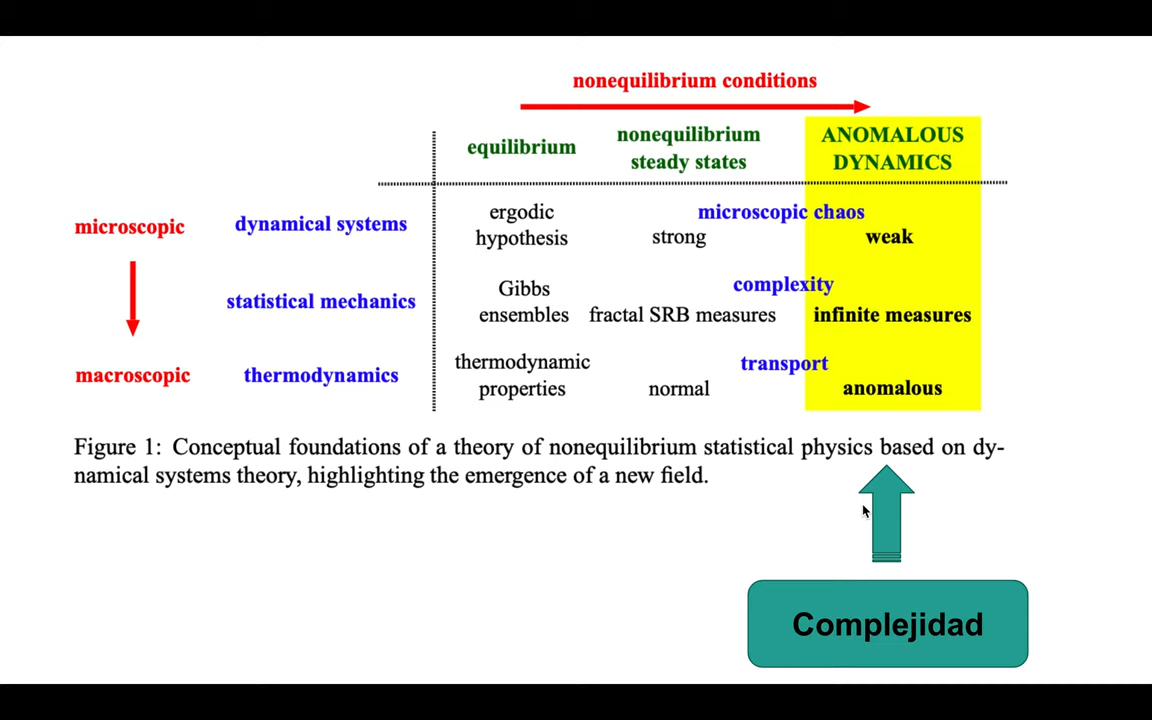 nonequilibrium conditions
equilibrium
nonequilibrium
steady states
ANOMALOUS
DYNAMICS
microscopic
dynamical systems
ergodic
hypothesis
microscopic chaos
strong
weak
statistical mechanics
Gibbs
ensembles
complexity
fractal SRB measures
infinite measures
macroscopic
thermodynamics
thermodynamic
properties
transport
normal
anomalous
Figure 1: Conceptual foundations of a theory of nonequilibrium statistical physics based on dy-
namical systems theory, highlighting the emergence of a new field.
Complejidad